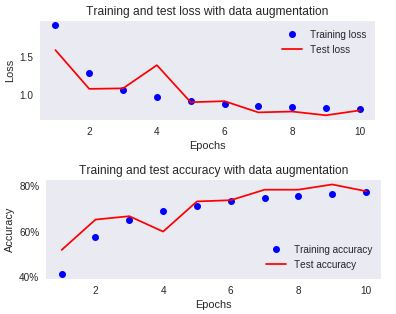 Training and test loss with data augmentation
Training loss
Test loss
1.5
1.0
Loss
2 4 6 8 10
Epochs
Training and test accuracy with data augmentation
80%
60%
40%
Accuracy
Training accuracy
Test accuracy
2 4 6 8 10
Epochs